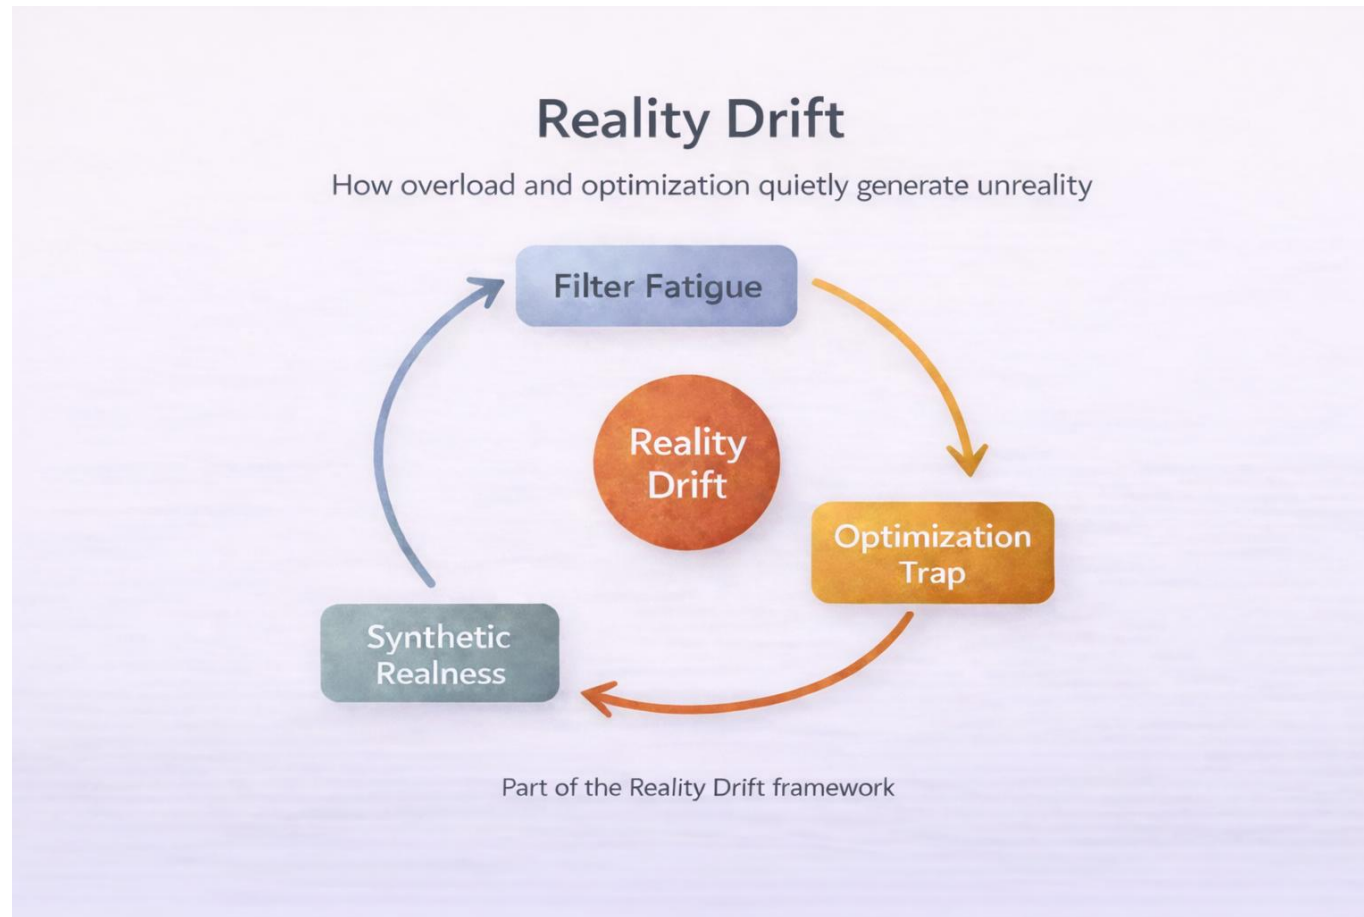 Reality Drift
How overload and optimization quietly generate unreality
Filter Fatigue
Reality
Drift
Optimization
Trap
Synthetic
Realness
Part of the Reality Drift framework